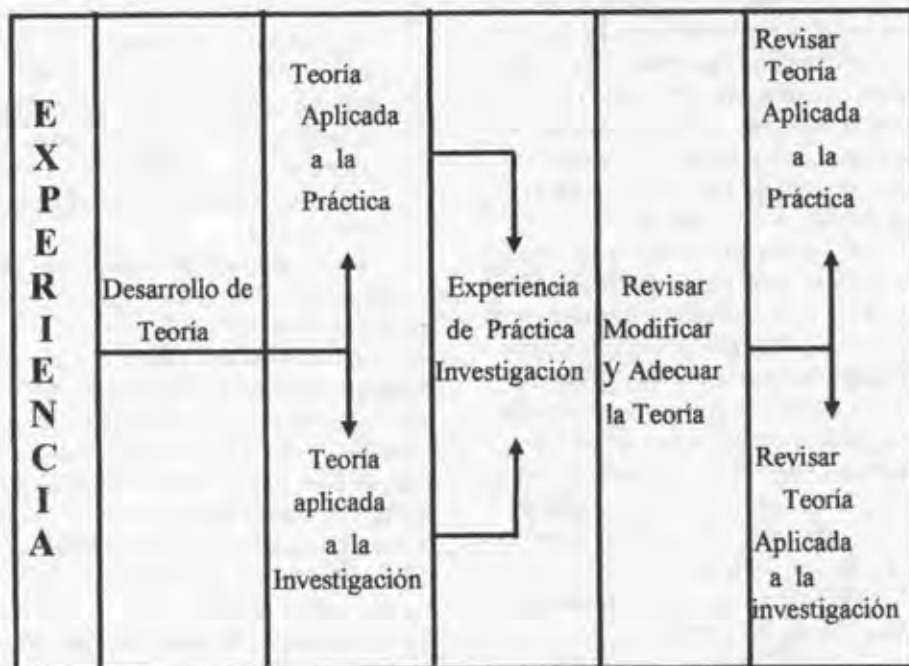 EXPERIENCIA
Desarrollo de
Teoría
Teoría
Aplicada
a la
Práctica
Teoría
aplicada
a la
Investigación
Experiencia
de Práctica
Investigación
Revisar
Modificar
y Adecuar
la Teoría
Revisar
Teoría
Aplicada
a la
Práctica
Revisar
Teoría
Aplicada
a la
investigación